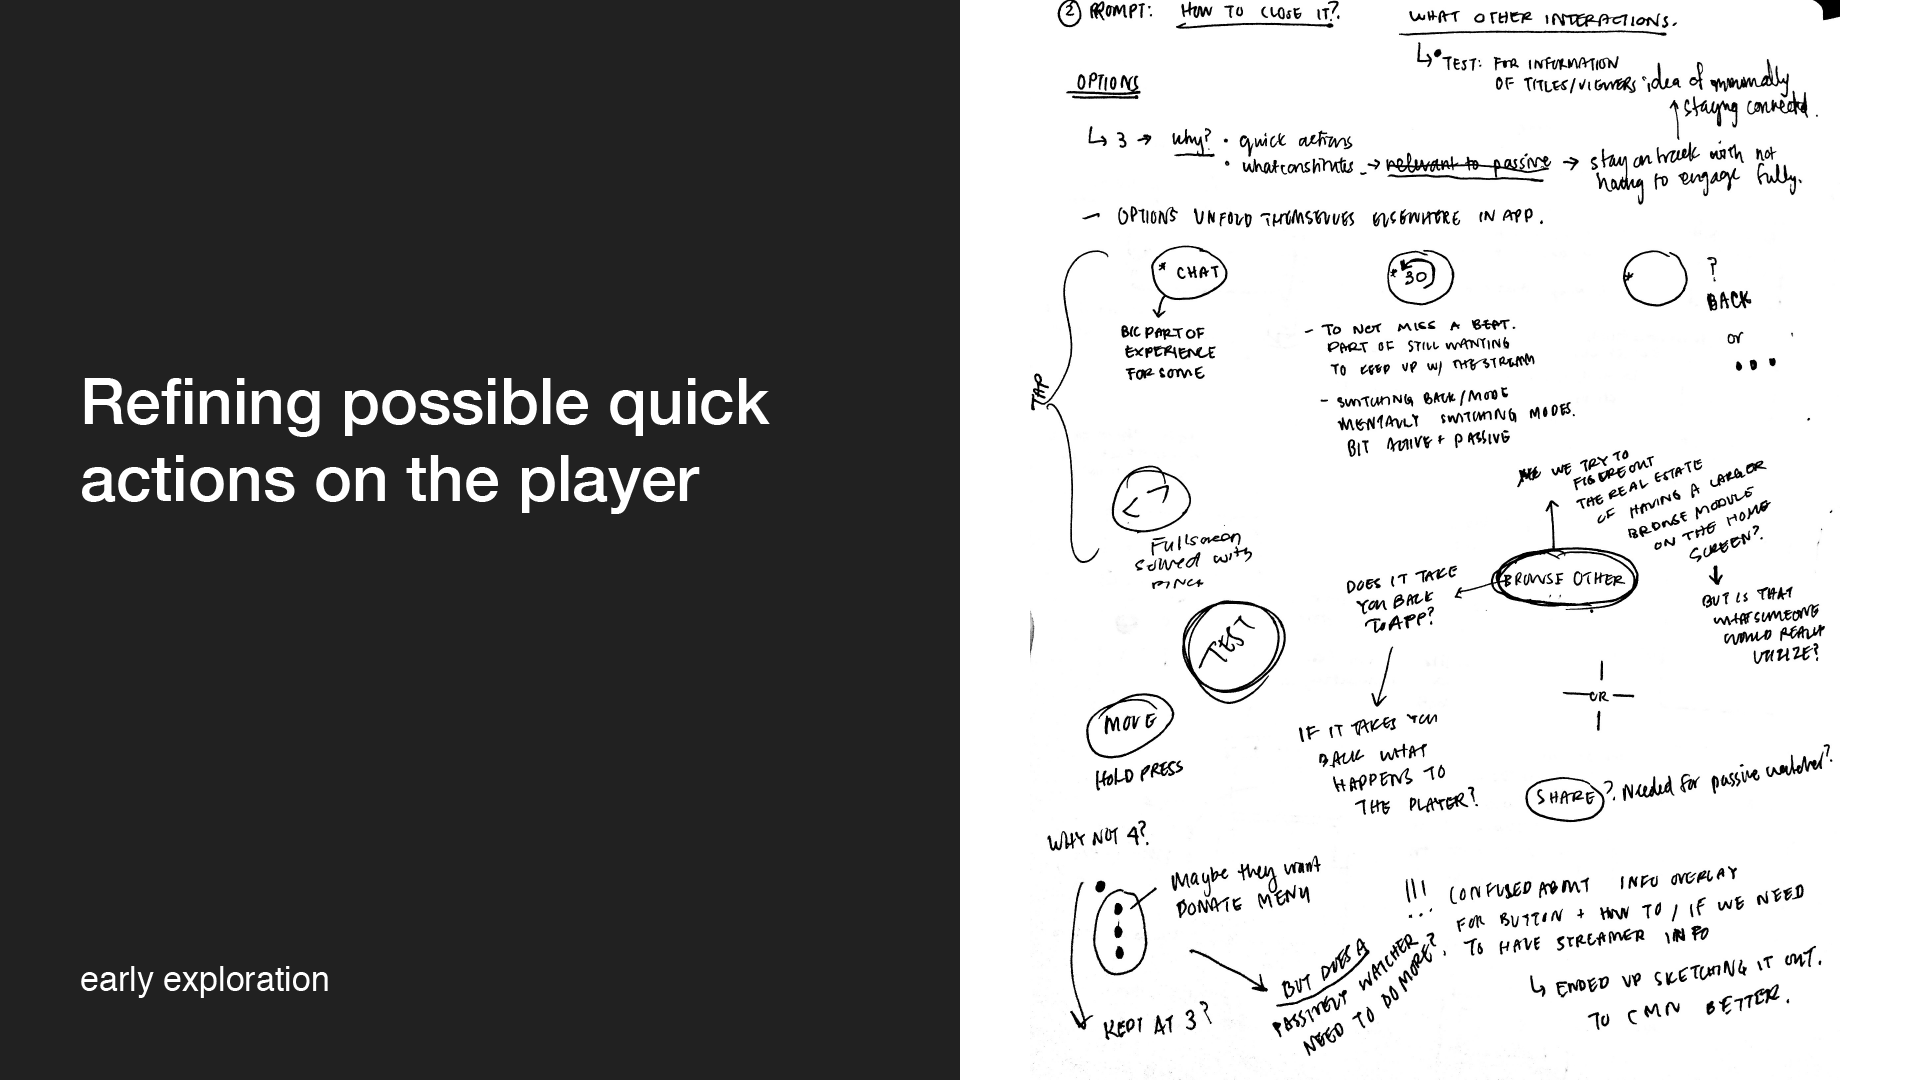 Refining possible quick
actions on the player
early exploration
2 PROMPT: HOW TO CLOSE IT?.
WHAT OTHER INTERACTIONS.
↳ • TEST: FOR INFORMATION
OF TITLES/VIEWERS idea of minimally
staying connected.
OPTIONS
↳ 3 → why? • quick actions
• what constitutes → relevant to passive → stay on track with not
having to engage fully.
— OPTIONS UNFOLD THEMSELVES ELSEWHERE IN APP.
TAP
* CHAT
BIG PART OF
EXPERIENCE
FOR SOME
* 30
- TO NOT MISS A BEAT.
PART OF STILL WANTING
TO KEEP UP W/ THE STREAM
- SWITCHING BACK/MODE
MENTALLY SWITCHING MODES.
BIT ACTIVE + PASSIVE
*
?
BACK
or
...
< >
Fullscreen
solved with
PINCH
TEST
MOVE
HOLD PRESS
WE TRY TO
FIGURE OUT
THE REAL ESTATE
OF HAVING A LARGER
BROWSE MODULE
ON THE HOME
SCREEN?
BROWSE OTHER
DOES IT TAKE
YOU BACK
TO APP?
IF IT TAKES YOU
BACK WHAT
HAPPENS TO
THE PLAYER?
BUT IS THAT
WHAT SOMEONE
WOULD REALLY
UTILIZE?
OR
SHARE ? Needed for passive watcher?
WHY NOT 4?
Maybe they want
DONATE MENU
KEPT AT 3?
BUT DOES A
PASSIVELY WATCHER
NEED TO DO MORE?
!!! CONFUSED ABOUT INFO OVERLAY
FOR BUTTON + HOW TO / IF WE NEED
TO HAVE STREAMER INFO
↳ ENDED UP SKETCHING IT OUT.
TO CMN BETTER.